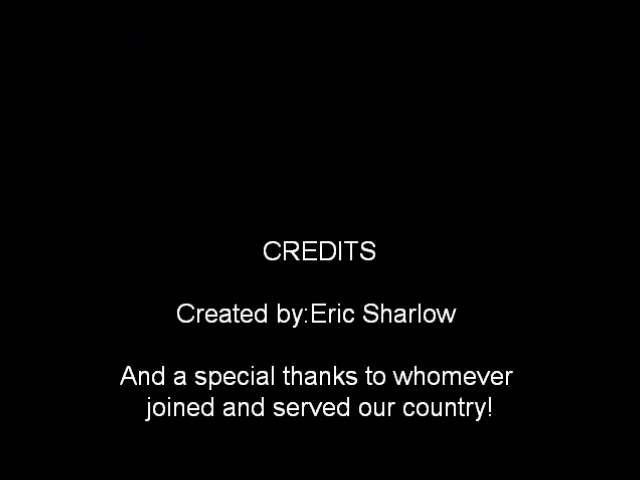 CREDITS
Created by:Eric Sharlow
And a special thanks to whomever
joined and served our country!